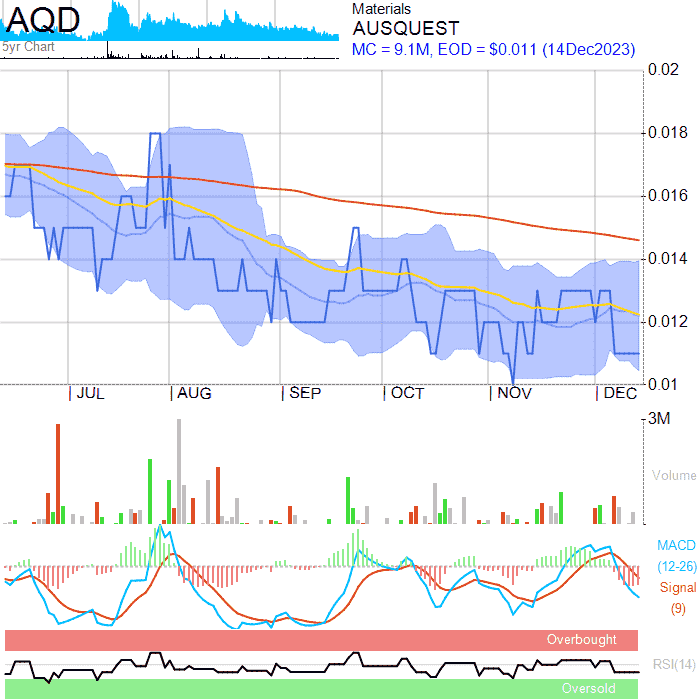 AQD
5yr Chart
Materials
AUSQUEST
MC = 9.1M, EOD = $0.011 (14Dec2023)
0.02
0.018
0.016
0.014
0.012
0.01
JUL
AUG
SEP
OCT
NOV
DEC
3M
Volume
MACD
(12-26)
Signal
(9)
Overbought
RSI(14)
Oversold